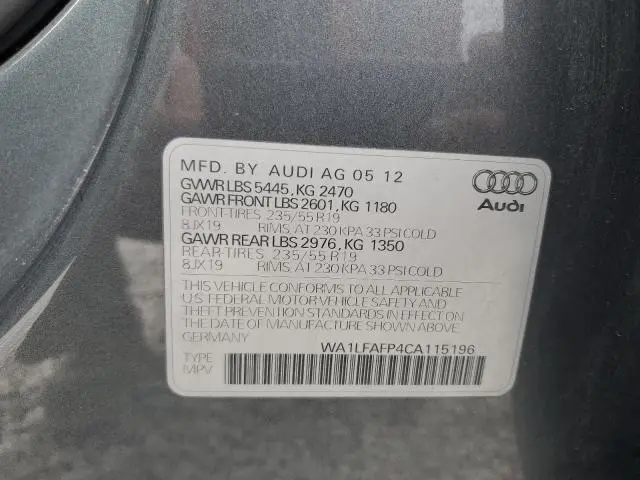 MFD. BY AUDI AG 05 12
GVWR LBS 5445, KG 2470
GAWR FRONT LBS 2601, KG 1180
FRONT-TIRES 235/55 R19
8JX19 RIMS, AT 230 KPA 33 PSI COLD
GAWR REAR LBS 2976, KG 1350
REAR-TIRES 235/55 R19
8JX19 RIMS, AT 230 KPA 33 PSI COLD
THIS VEHICLE CONFORMS TO ALL APPLICABLE
U.S. FEDERAL MOTOR VEHICLE SAFETY AND
THEFT PREVENTION STANDARDS IN EFFECT ON
THE DATE OF MANUFACTURE SHOWN ABOVE.
GERMANY WA1LFAFP4CA115196
TYPE
MPV
Audi